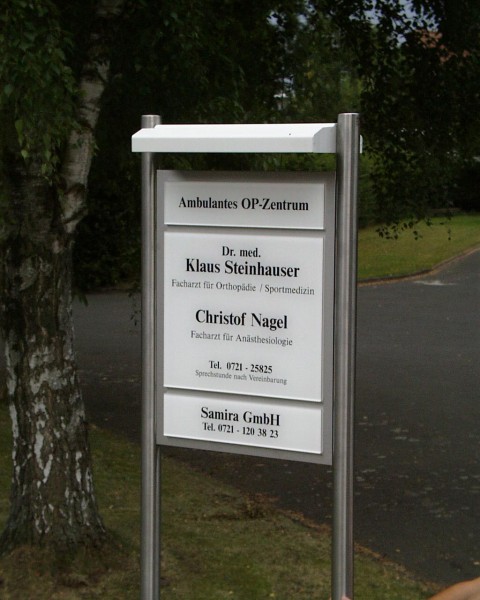 Ambulantes OP-Zentrum
Dr. med.
Klaus Steinhauser
Facharzt für Orthopädie / Sportmedizin
Christof Nagel
Facharzt für Anästhesiologie
Tel. 0721 - 25825
Sprechstunde nach Vereinbarung
Samira GmbH
Tel. 0721 - 120 38 23